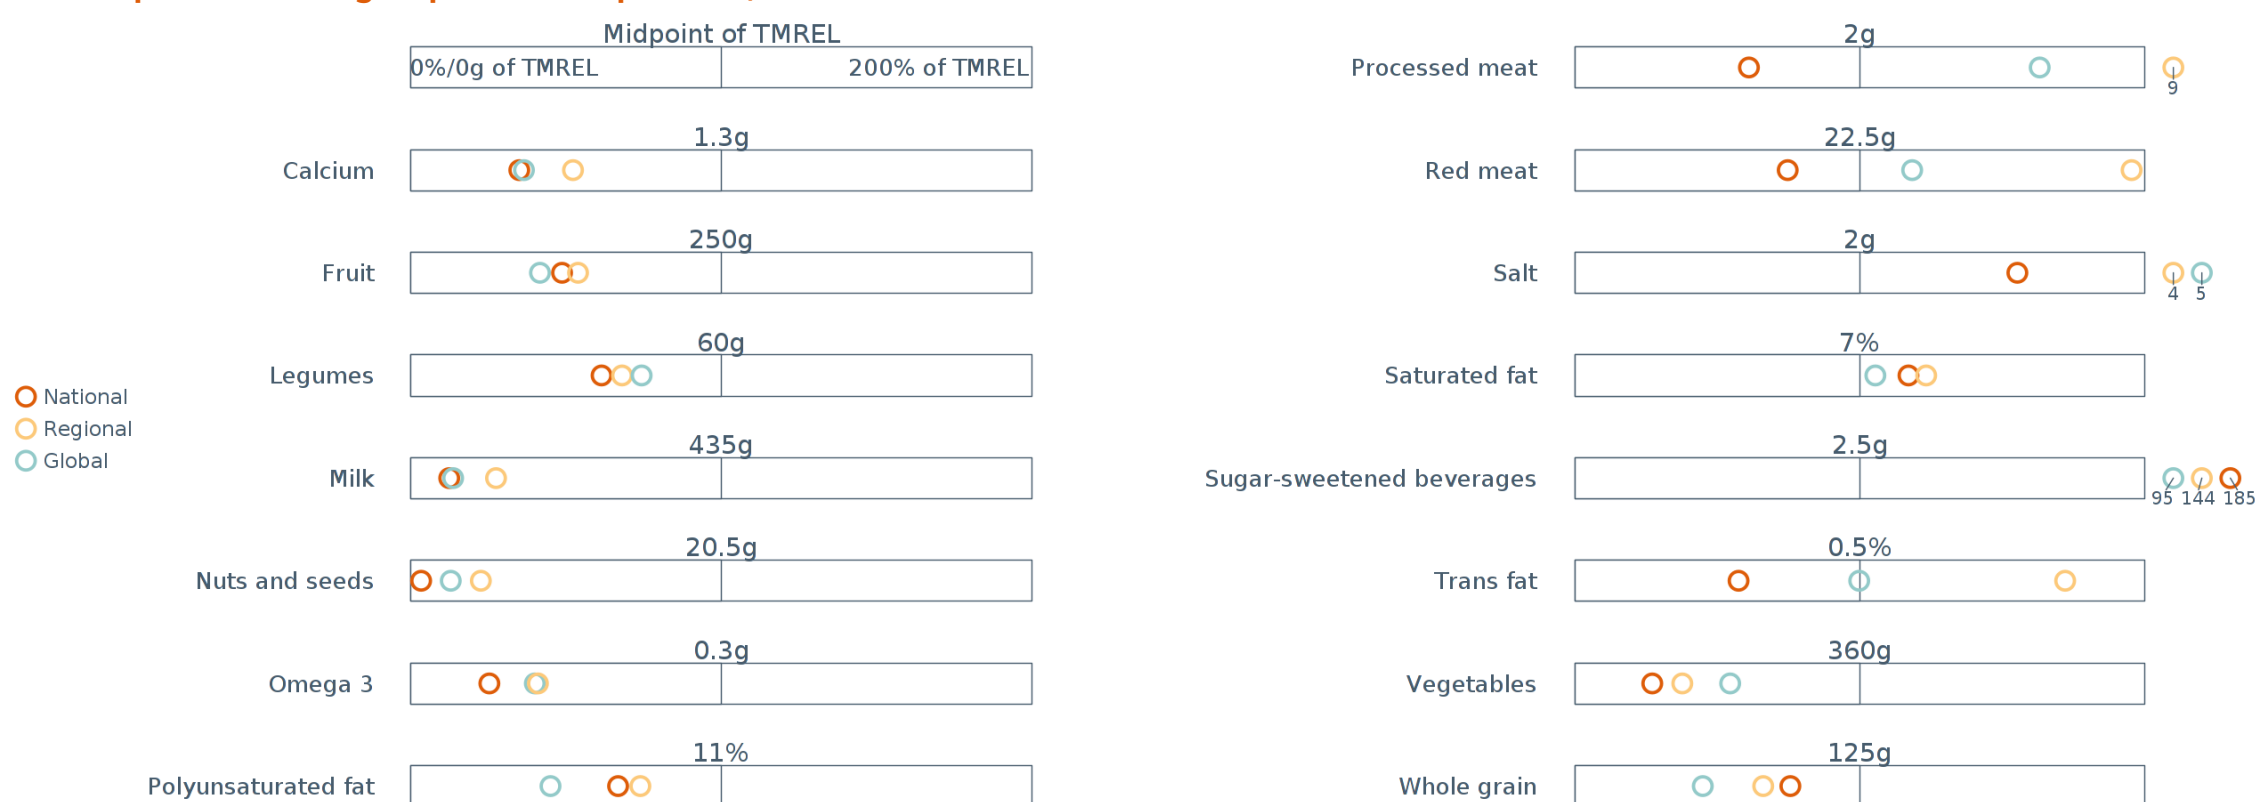 Midpoint of TMREL
0%/0g of TMREL 200% of TMREL
1.3g
Calcium
250g
Fruit
60g
Legumes
435g
Milk
20.5g
Nuts and seeds
0.3g
Omega 3
11%
Polyunsaturated fat
National
Regional
Global
2g
Processed meat
9
22.5g
Red meat
2g
Salt
4 5
7%
Saturated fat
2.5g
Sugar-sweetened beverages
95 144 185
0.5%
Trans fat
360g
Vegetables
125g
Whole grain